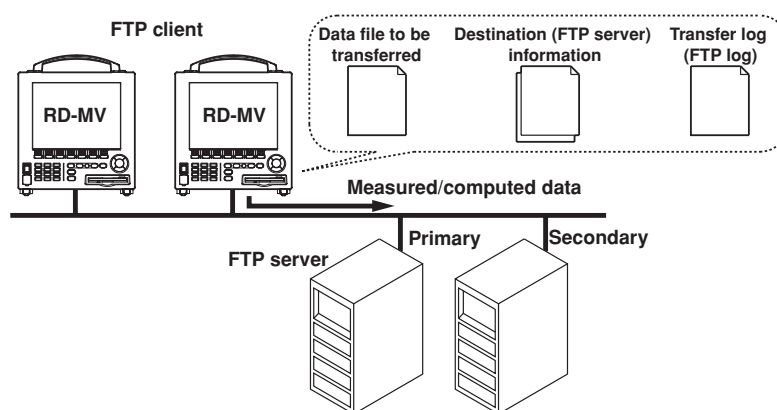 FTP client
Data file to be
transferred
Destination (FTP server)
information
Transfer log
(FTP log)
RD-MV
RD-MV
Measured/computed data
Primary
Secondary
FTP server